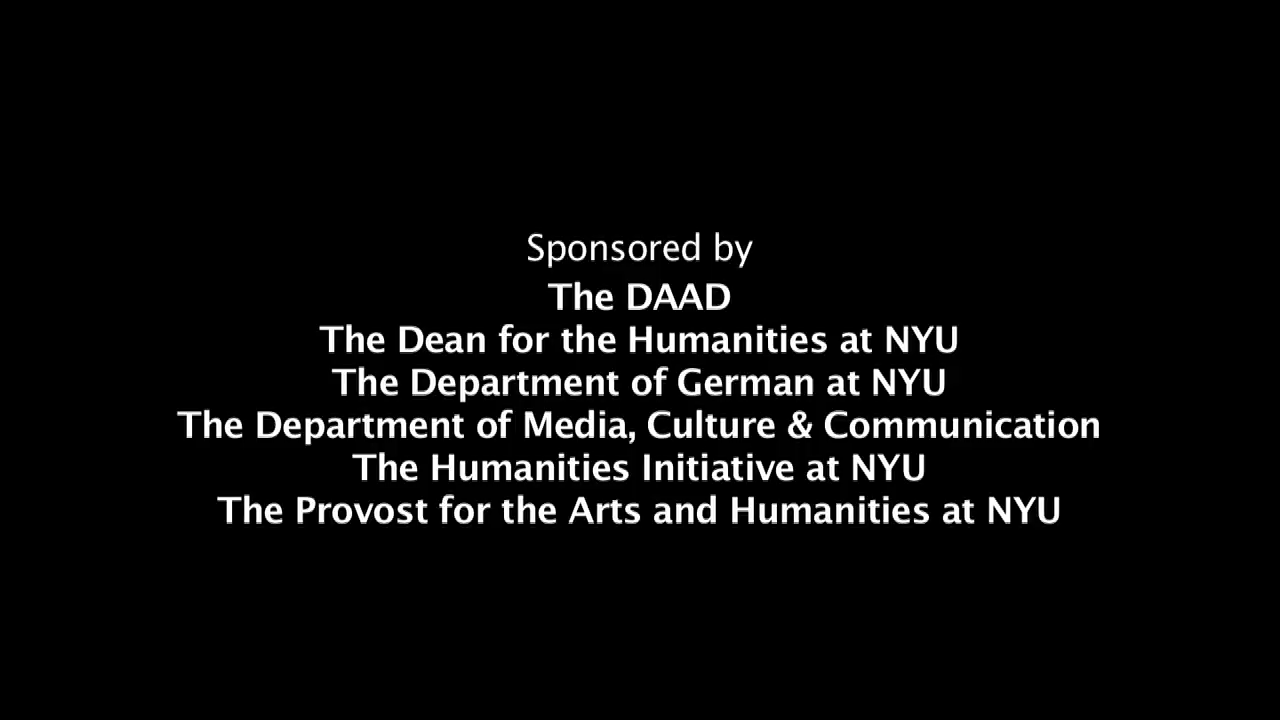 Sponsored by
The DAAD
The Dean for the Humanities at NYU
The Department of German at NYU
The Department of Media, Culture & Communication
The Humanities Initiative at NYU
The Provost for the Arts and Humanities at NYU